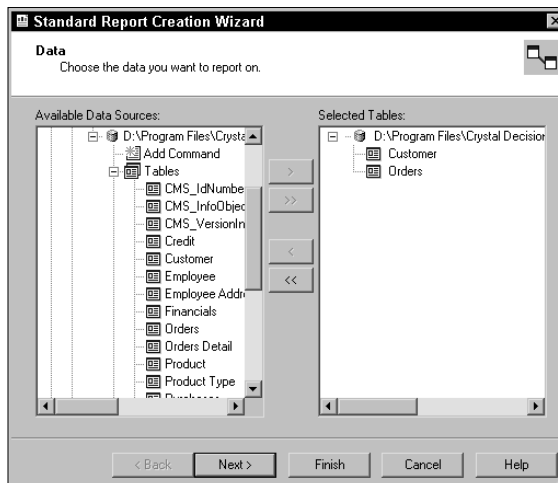 Standard Report Creation Wizard
Data
Choose the data you want to report on.
Available Data Sources:
D:\Program Files\Crysta
Add Command
Tables
CMS_IdNumbe
CMS_InfoObjec
CMS_VersionIn
Credit
Customer
Employee
Employee Addr
Financials
Orders
Orders Detail
Product
Product Type
>
>>
<
<<
Selected Tables:
D:\Program Files\Crystal Decision
Customer
Orders
< Back
Next >
Finish
Cancel
Help